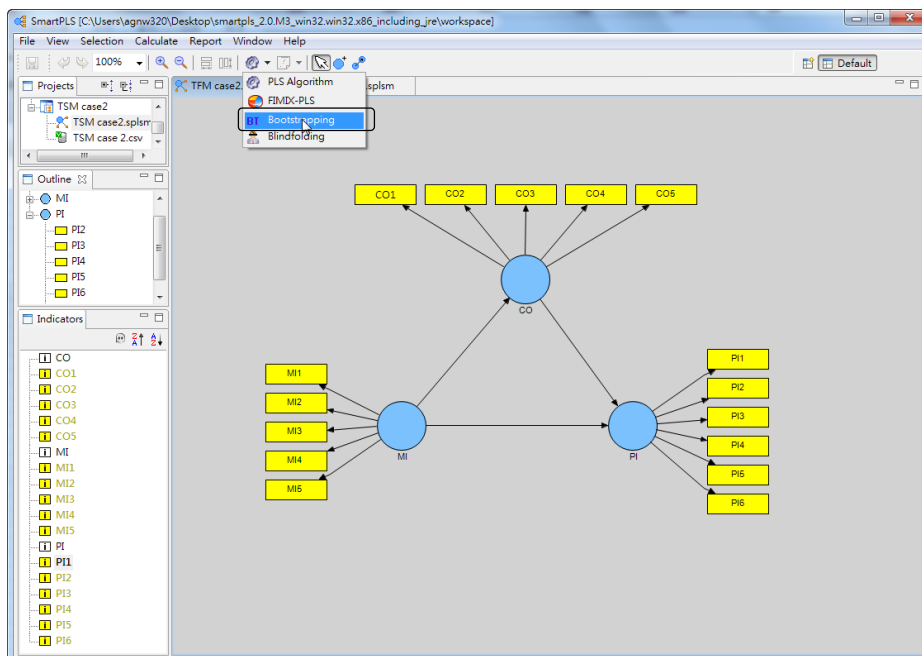 SmartPLS [C:\Users\agnw320\Desktop\smartpls_2.0.M3_win32.win32.x86_including_jre\workspace]
File View Selection Calculate Report Window Help
100%
Default
Projects
TSM case2
TSM case2.splsm
TSM case 2.csv
Outline
MI
PI
PI2
PI3
PI4
PI5
PI6
Indicators
CO
CO1
CO2
CO3
CO4
CO5
MI
MI1
MI2
MI3
MI4
MI5
PI
PI1
PI2
PI3
PI4
PI5
PI6
TFM case2. .splsm
PLS Algorithm
FIMIX-PLS
BT Bootstrapping
Blindfolding
CO1 CO2 CO3 CO4 CO5
CO
MI1
MI2
MI3
MI4
MI5
MI
PI1
PI2
PI3
PI4
PI5
PI6
PI